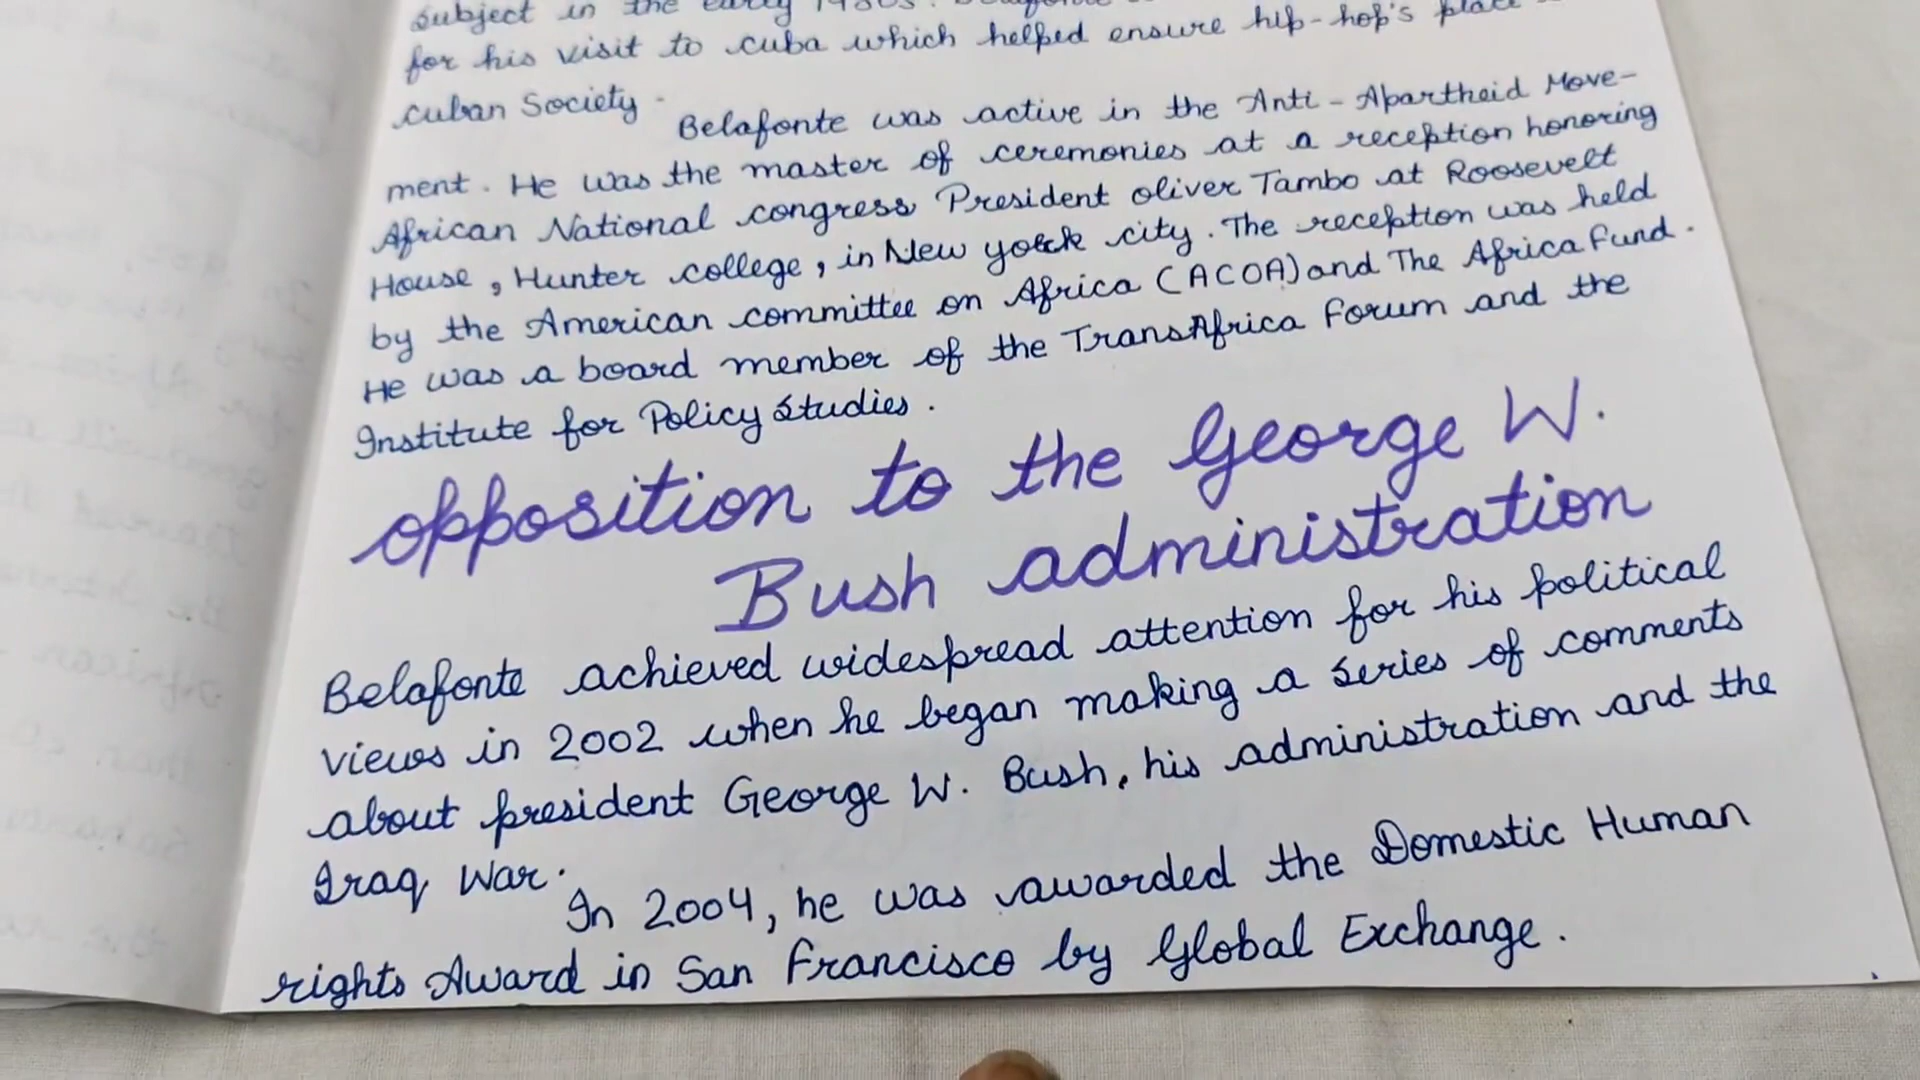 subject in the early 1980s.
for his visit to cuba which helped ensure hip-hop's place
cuban Society.
Belafonte was active in the Anti-Apartheid Move-
ment. He was the master of ceremonies at a reception honoring
African National congress President oliver Tambo at Roosevelt
House, Hunter college, in New york city. The reception was held
by the American committee on Africa (ACOA) and The Africa Fund.
He was a board member of the TransAfrica Forum and the
Institute for Policy Studies.
opposition to the George W.
Bush administration
Belafonte achieved widespread attention for his political
views in 2002 when he began making a series of comments
about president George W. Bush, his administration and the
Iraq War.
In 2004, he was awarded the Domestic Human
rights Award in San Francisco by Global Exchange.